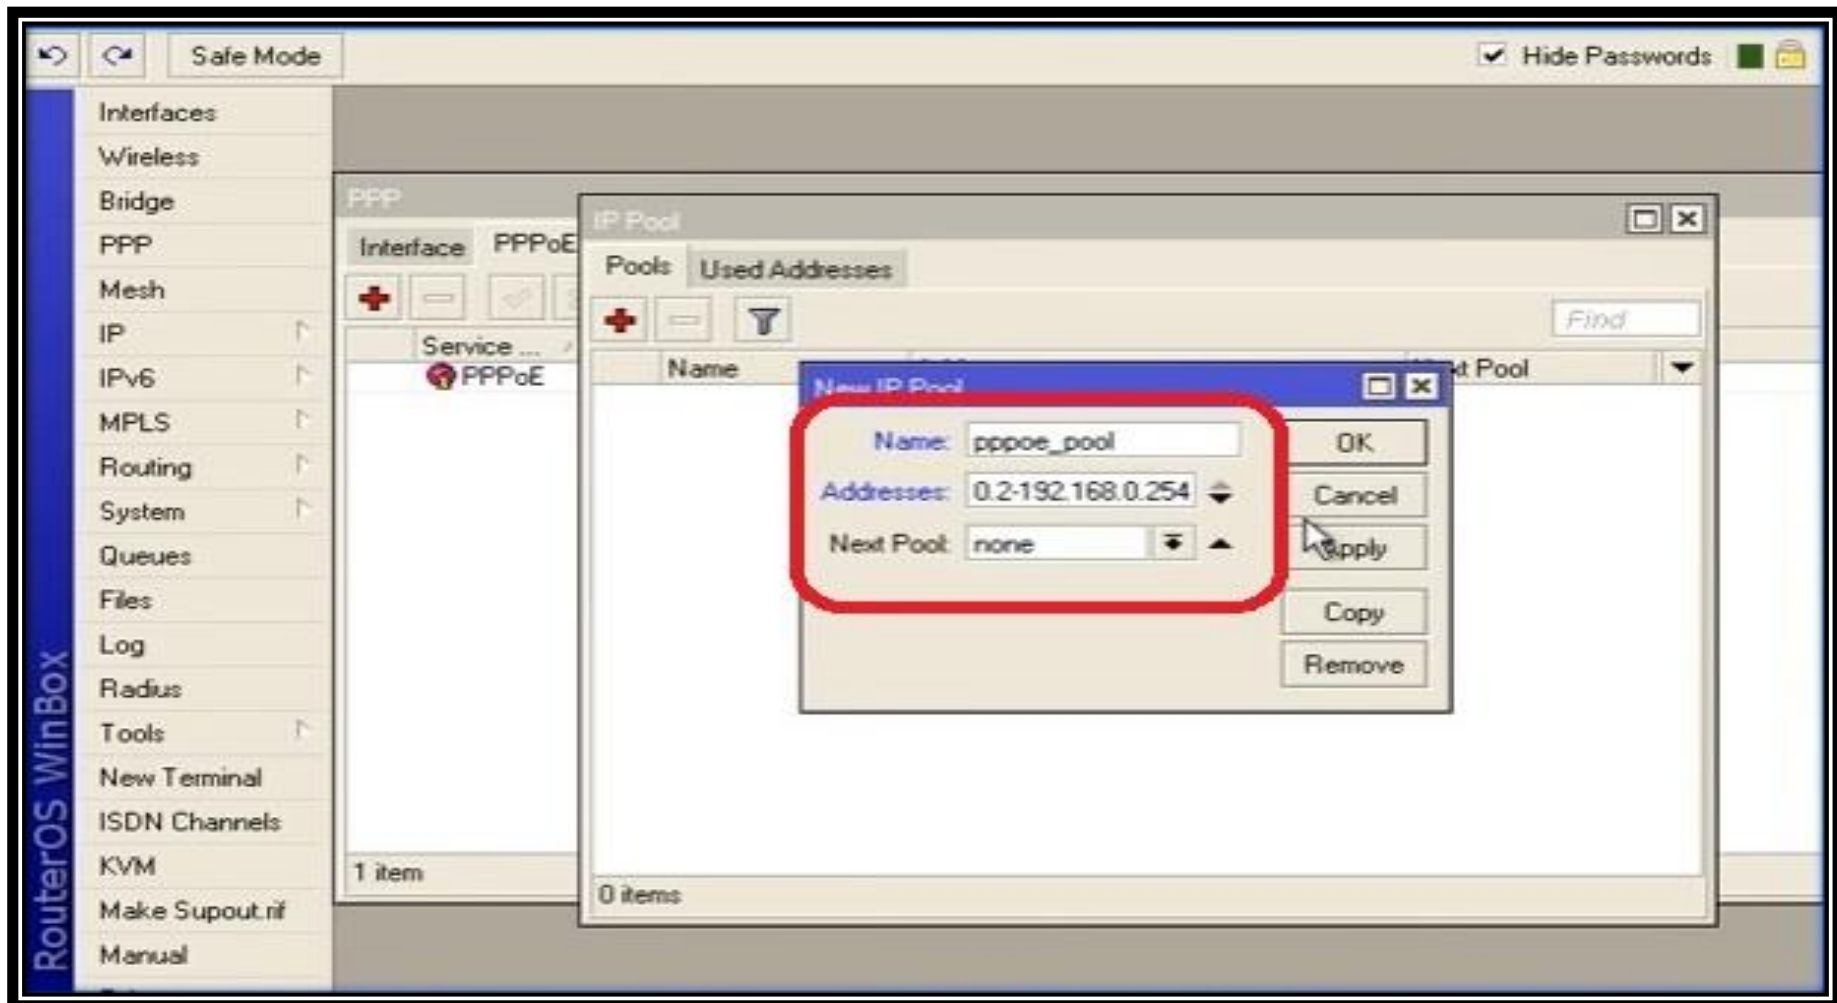 Safe Mode
Hide Passwords
RouterOS WinBox
Interfaces
Wireless
Bridge
PPP
Mesh
IP
IPv6
MPLS
Routing
System
Queues
Files
Log
Radius
Tools
New Terminal
ISDN Channels
KVM
Make Supout.rif
Manual
PPP
Interface PPPoE
Service ...
PPPoE
1 item
IP Pool
Pools Used Addresses
Find
Name xt Pool
New IP Pool
Name: pppoe_pool
Addresses: 0.2-192.168.0.254
Next Pool: none
OK
Cancel
Apply
Copy
Remove
0 items